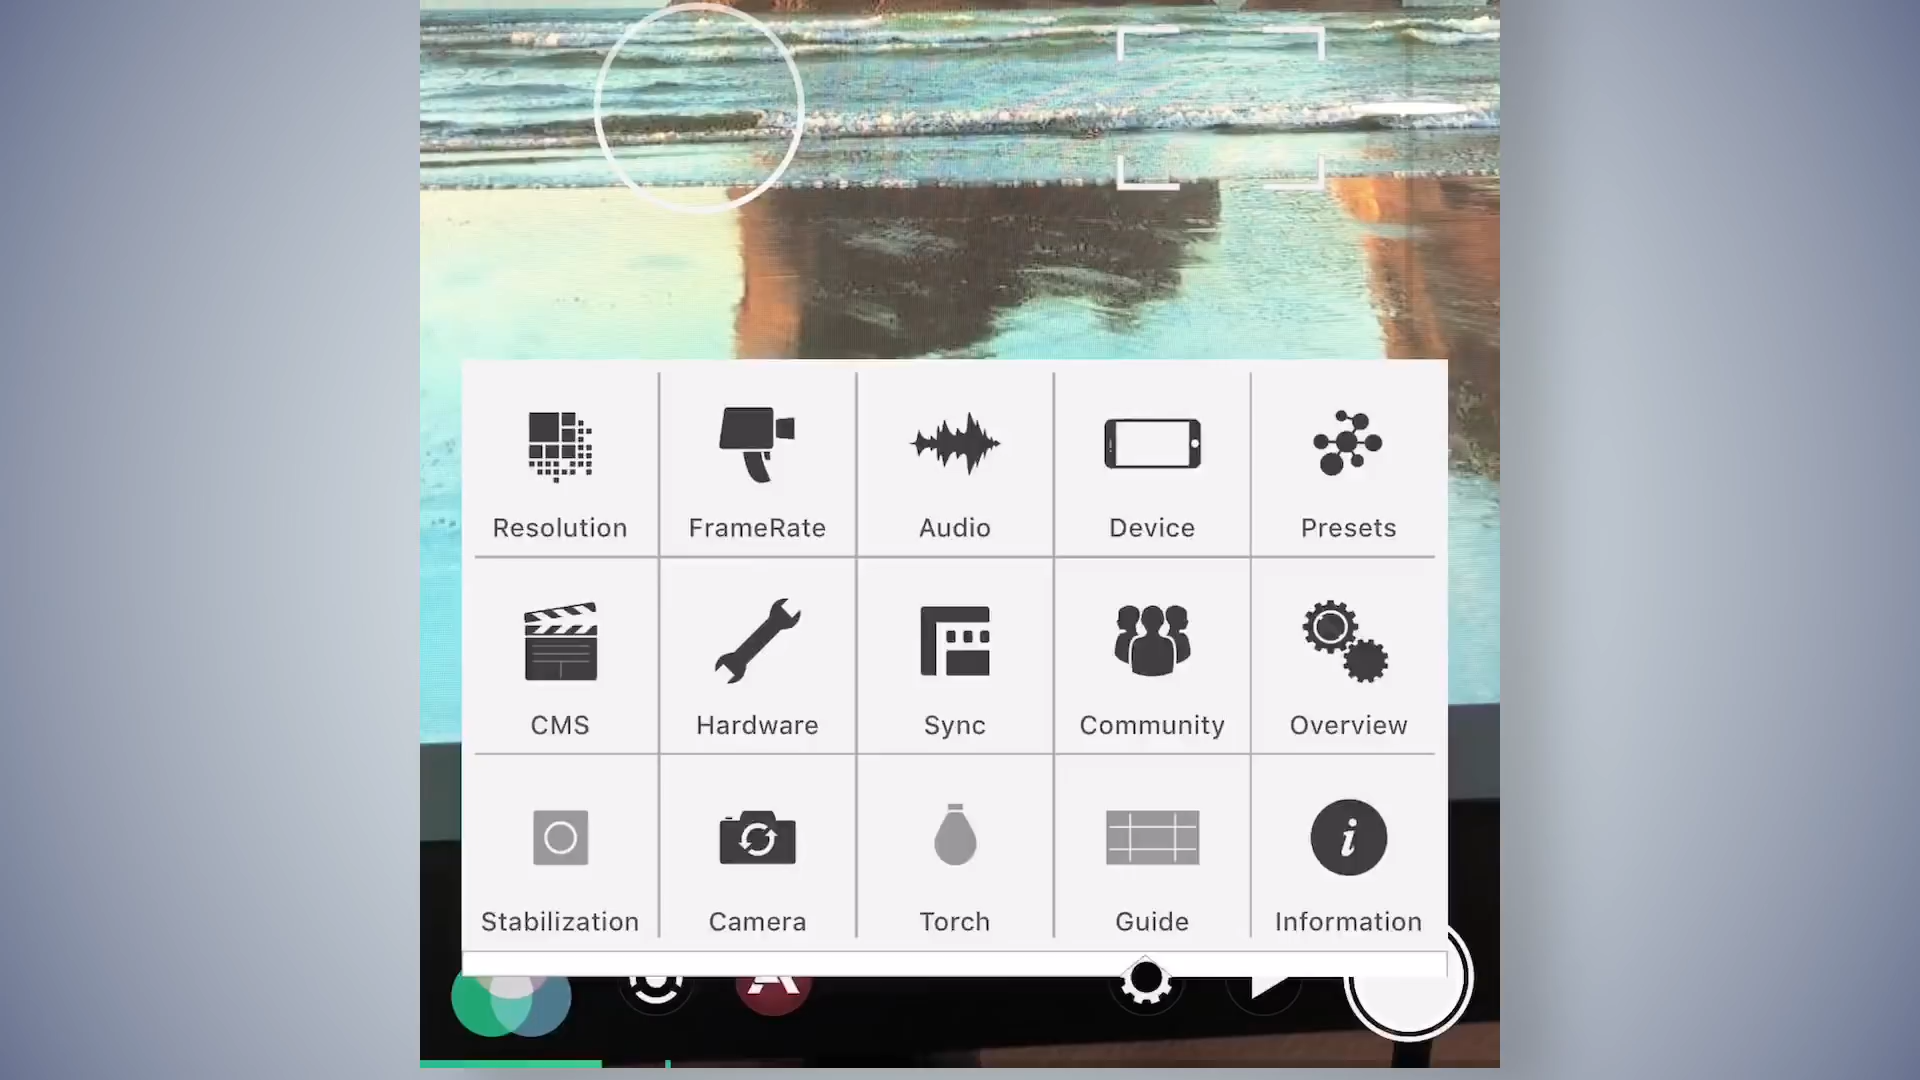 Resolution
FrameRate
Audio
Device
Presets
CMS
Hardware
Sync
Community
Overview
Stabilization
Camera
Torch
Guide
Information